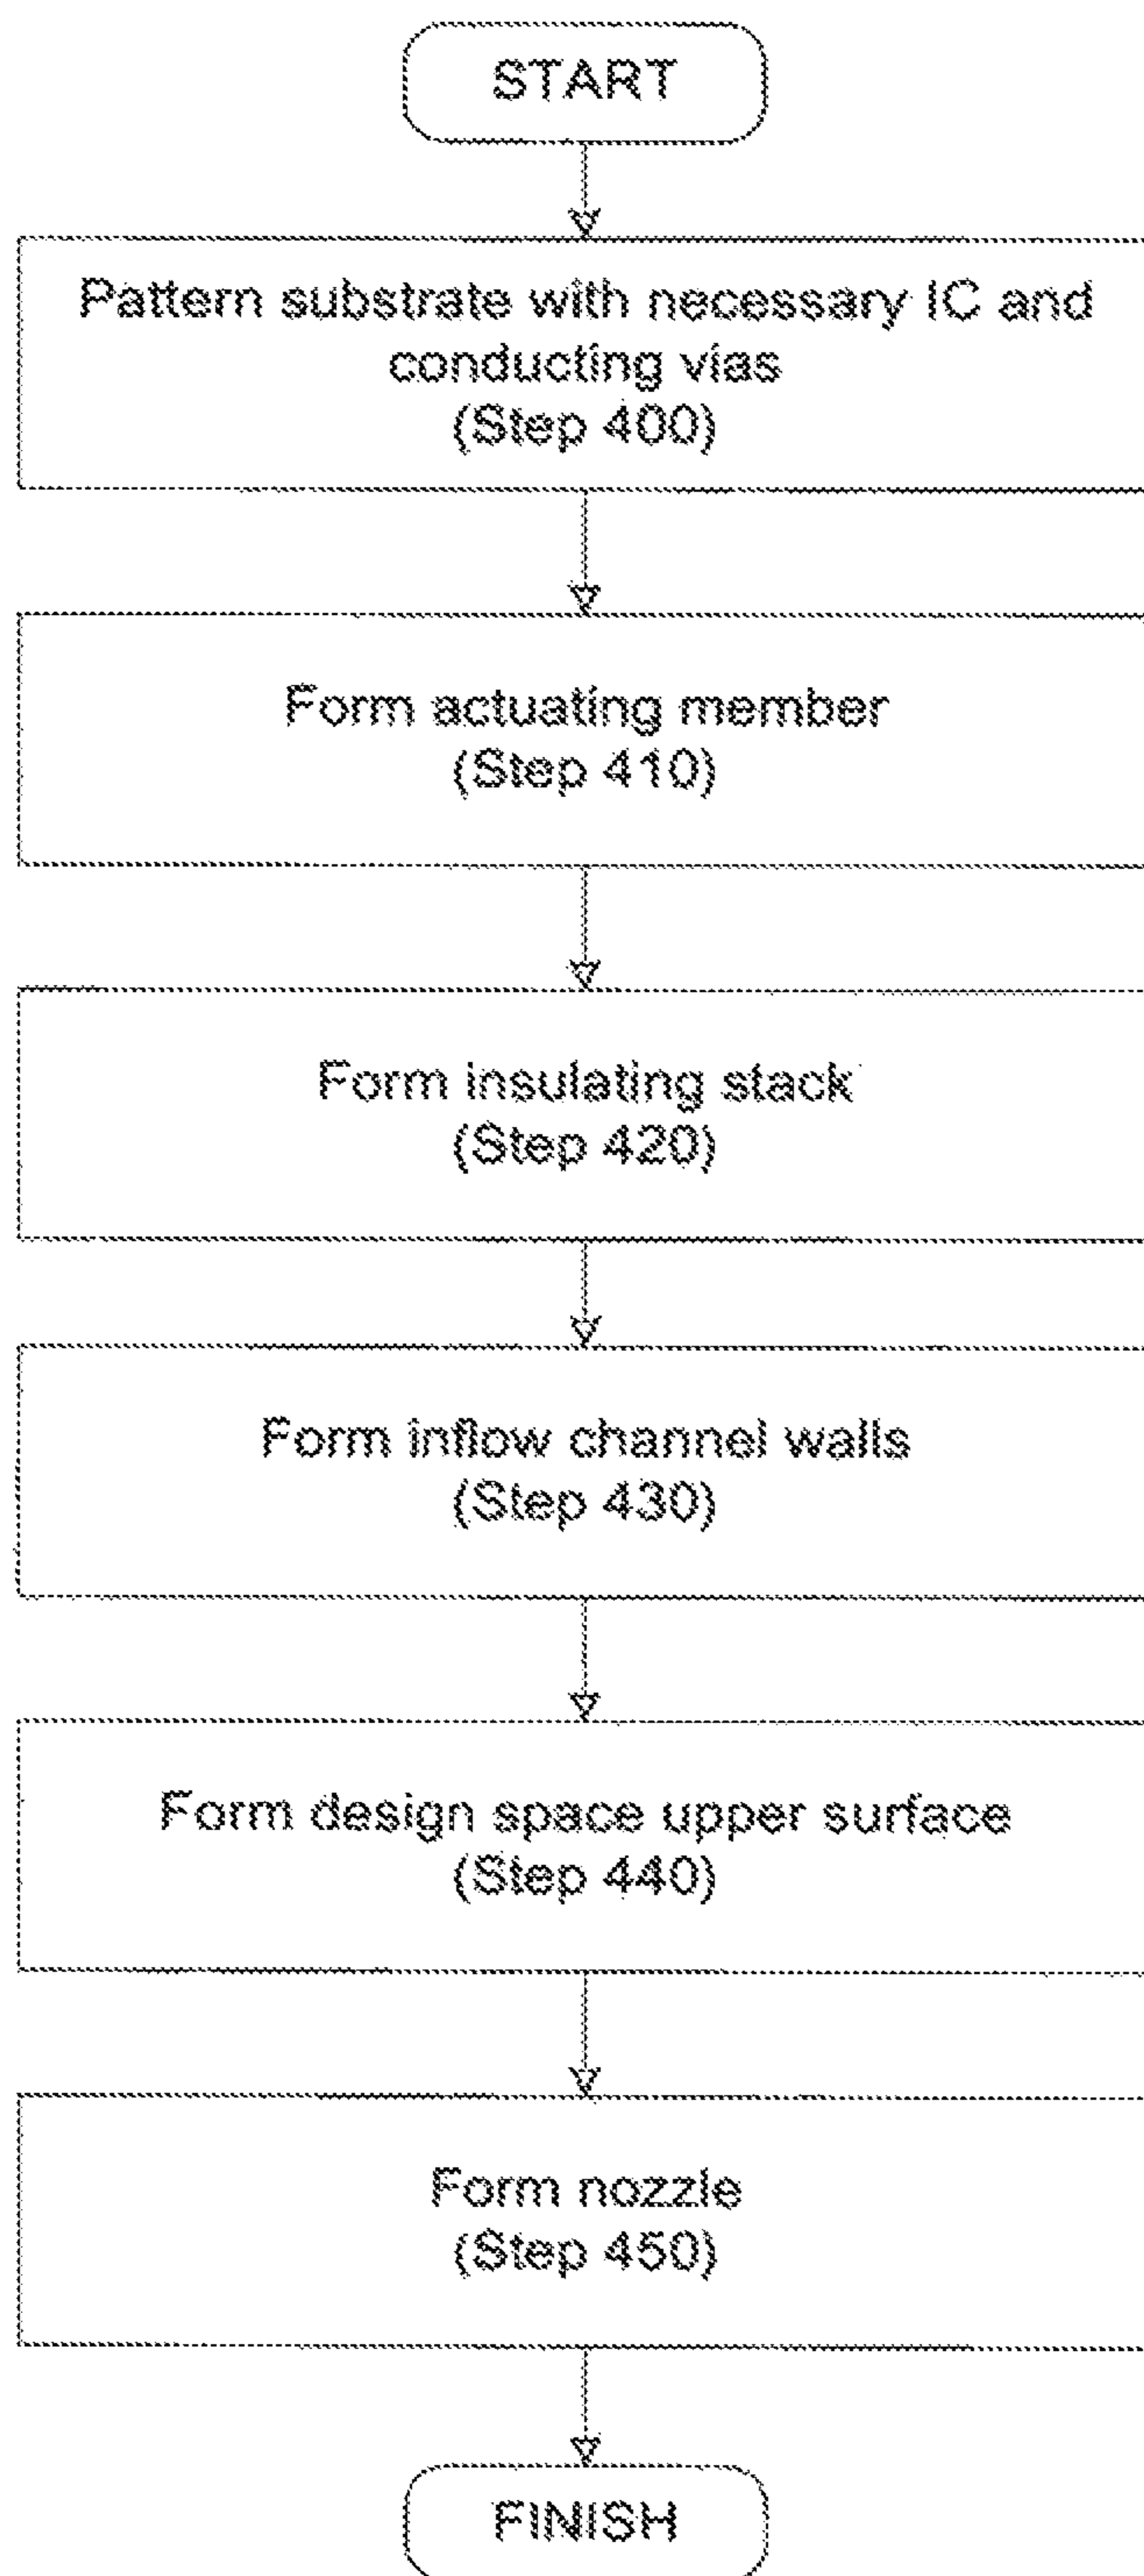 START
Pattern substrate with necessary IC and
conducting vias
(Step 400)
Form actuating member
(Step 410)
Form insulating stack
(Step 420)
Form inflow channel walls
(Step 430)
Form design space upper surface
(Step 440)
Form nozzle
(Step 450)
FINISH